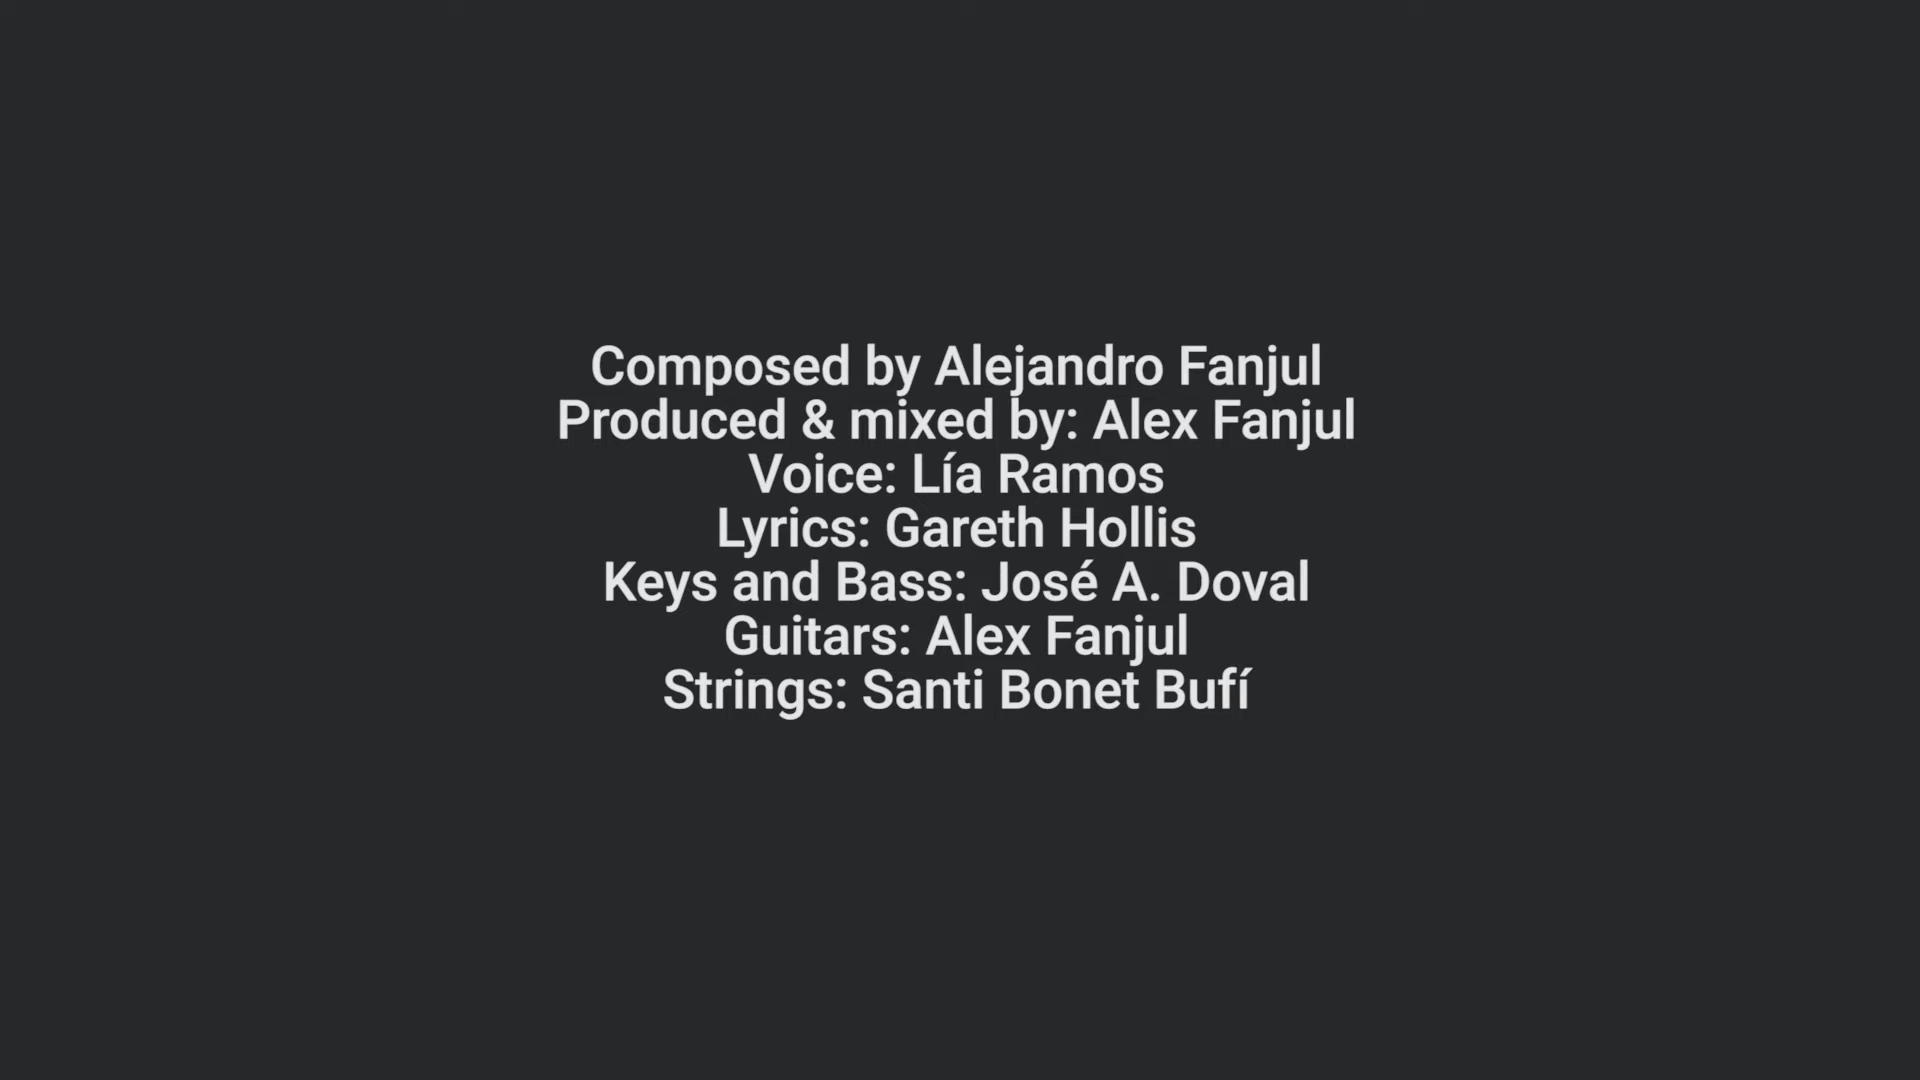 Composed by Alejandro Fanjul
Produced & mixed by: Alex Fanjul
Voice: Lía Ramos
Lyrics: Gareth Hollis
Keys and Bass: José A. Doval
Guitars: Alex Fanjul
Strings: Santi Bonet Bufí